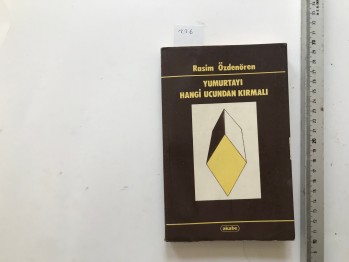 Rasim Özdenören
YUMURTAYI
HANGİ UCUNDAN KIRMALI
akabe